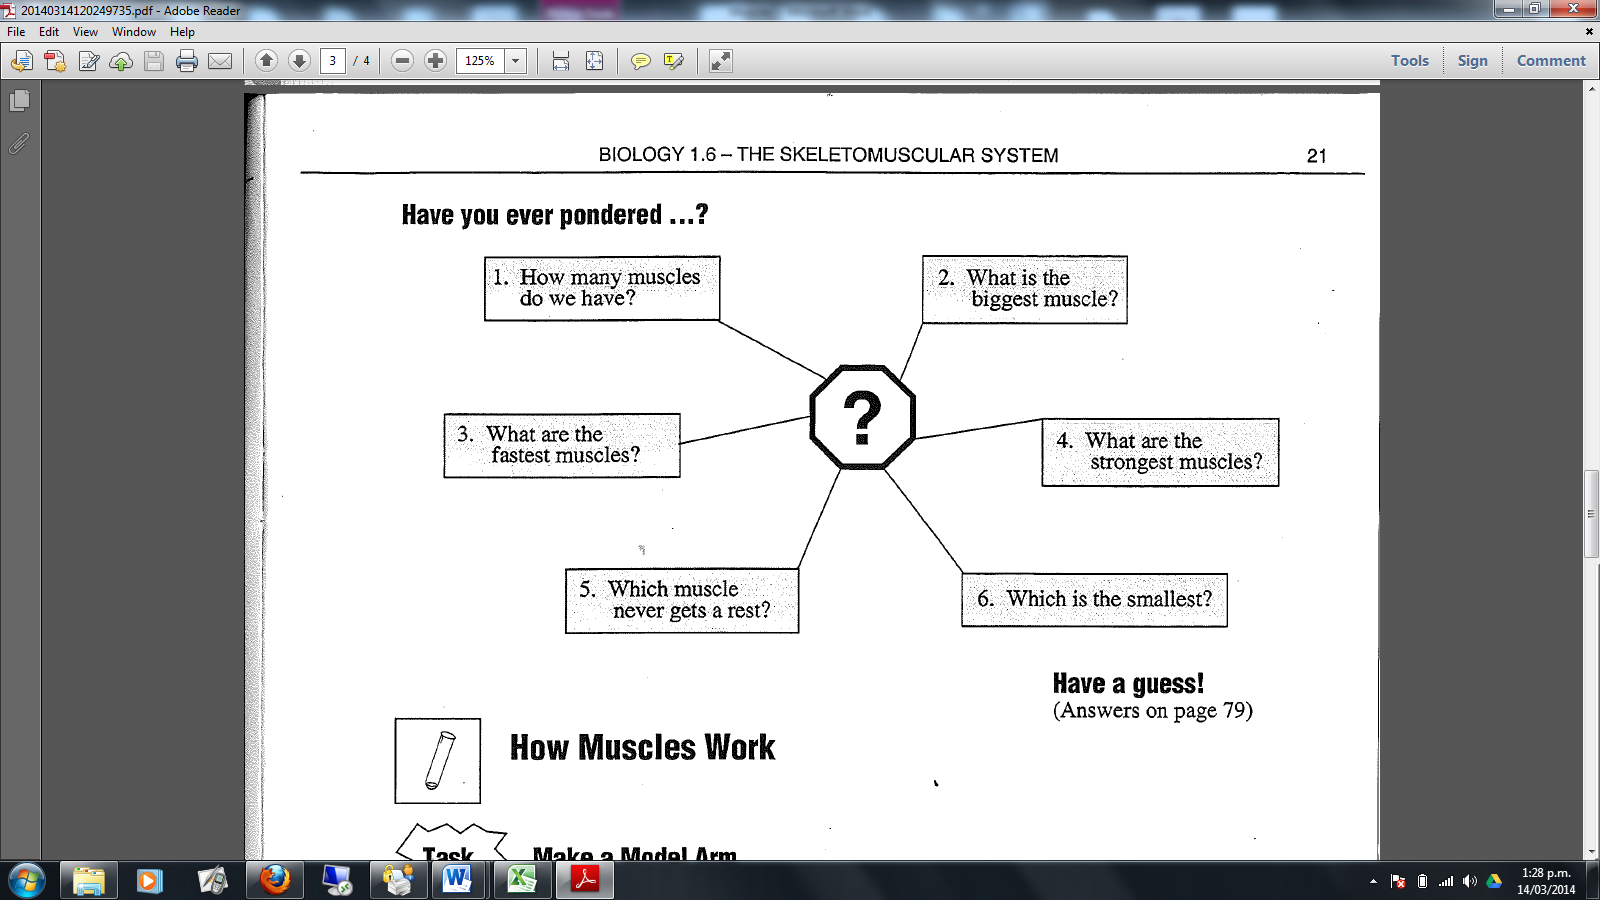 20140314120249735.pdf - Adobe Reader
File Edit View Window Help
3 / 4 125% Tools Sign Comment
BIOLOGY 1.6 – THE SKELETOMUSCULAR SYSTEM 21
Have you ever pondered ...?
1. How many muscles
do we have?
2. What is the
biggest muscle?
3. What are the
fastest muscles?
4. What are the
strongest muscles?
?
5. Which muscle
never gets a rest?
6. Which is the smallest?
Have a guess!
(Answers on page 79)
How Muscles Work
Task Make a Model Arm
1:28 p.m.
14/03/2014